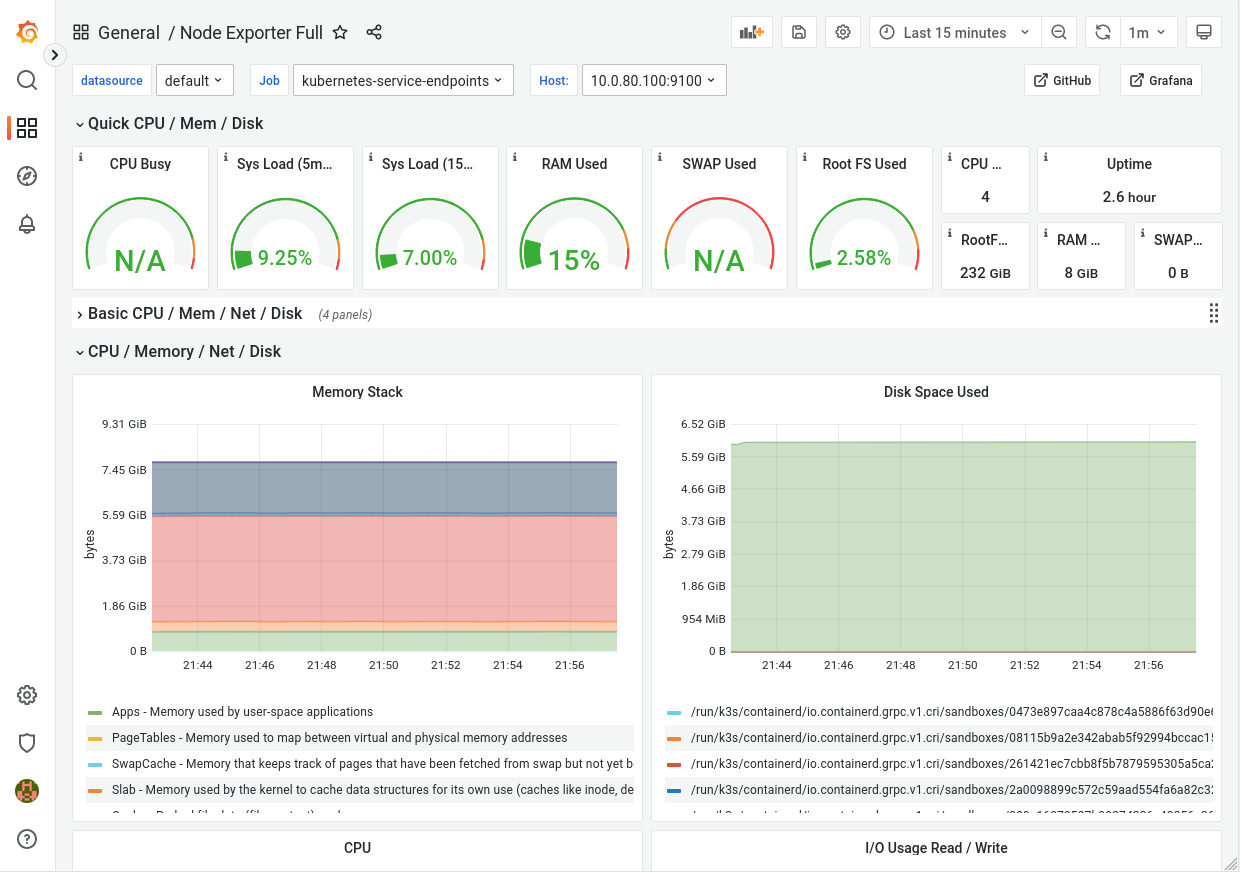 General / Node Exporter Full
Last 15 minutes
1m
datasource
default
Job
kubernetes-service-endpoints
Host:
10.0.80.100:9100
GitHub
Grafana
Quick CPU / Mem / Disk
CPU Busy
N/A
Sys Load (5m...
9.25%
Sys Load (15...
7.00%
RAM Used
15%
SWAP Used
N/A
Root FS Used
2.58%
CPU ...
4
Uptime
2.6 hour
RootF...
232 GiB
RAM ...
8 GiB
SWAP...
0 B
Basic CPU / Mem / Net / Disk (4 panels)
CPU / Memory / Net / Disk
Memory Stack
9.31 GiB
7.45 GiB
5.59 GiB
3.73 GiB
1.86 GiB
0 B
bytes
21:44 21:46 21:48 21:50 21:52 21:54 21:56
Apps - Memory used by user-space applications
PageTables - Memory used to map between virtual and physical memory addresses
SwapCache - Memory that keeps track of pages that have been fetched from swap but not yet b
Slab - Memory used by the kernel to cache data structures for its own use (caches like inode, de
Disk Space Used
6.52 GiB
5.59 GiB
4.66 GiB
3.73 GiB
2.79 GiB
1.86 GiB
954 MiB
0 B
bytes
21:44 21:46 21:48 21:50 21:52 21:54 21:56
/run/k3s/containerd/io.containerd.grpc.v1.cri/sandboxes/0473e897caa4c878c4a5886f63d90e
/run/k3s/containerd/io.containerd.grpc.v1.cri/sandboxes/08115b9a2e342abab5f92994bccac1
/run/k3s/containerd/io.containerd.grpc.v1.cri/sandboxes/261421ec7cbb8f5b7879595305a5ca
/run/k3s/containerd/io.containerd.grpc.v1.cri/sandboxes/2a0098899c572c59aad554fa6a82c3
CPU
I/O Usage Read / Write